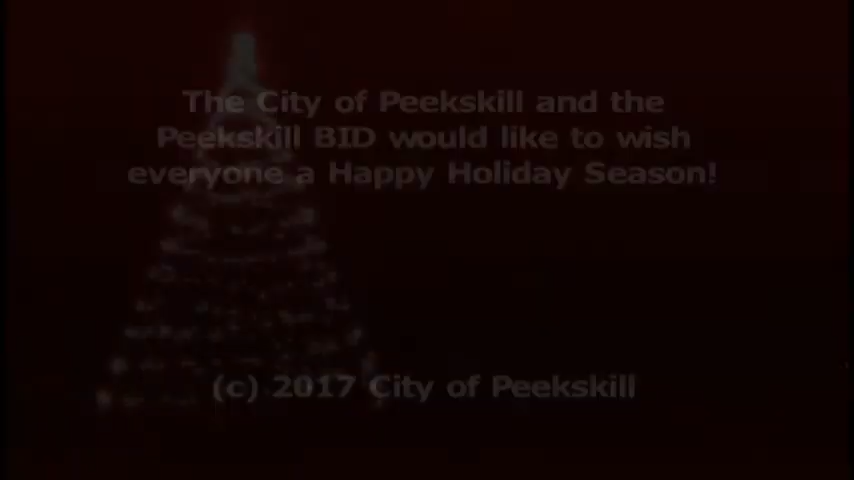 The City of Peekskill and the
Peekskill BID would like to wish
everyone a Happy Holiday Season!
(c) 2017 City of Peekskill